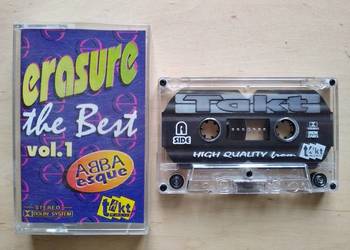 erasure
the Best
vol.1
ABBA
esque
STEREO
DOLBY SYSTEM
takt
Takt
A
SIDE
HIGH QUALITY from
takt